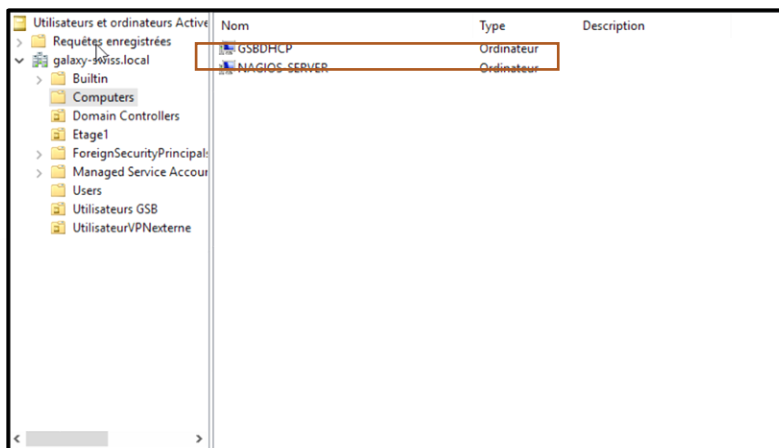 Utilisateurs et ordinateurs Active
Requêtes enregistrées
galaxy-swiss.local
Builtin
Computers
Domain Controllers
Etage1
ForeignSecurityPrincipals
Managed Service Accour
Users
Utilisateurs GSB
UtilisateurVPNexterne
Nom Type Description
GSBDHCP Ordinateur
NAGIOS-SERVER Ordinateur